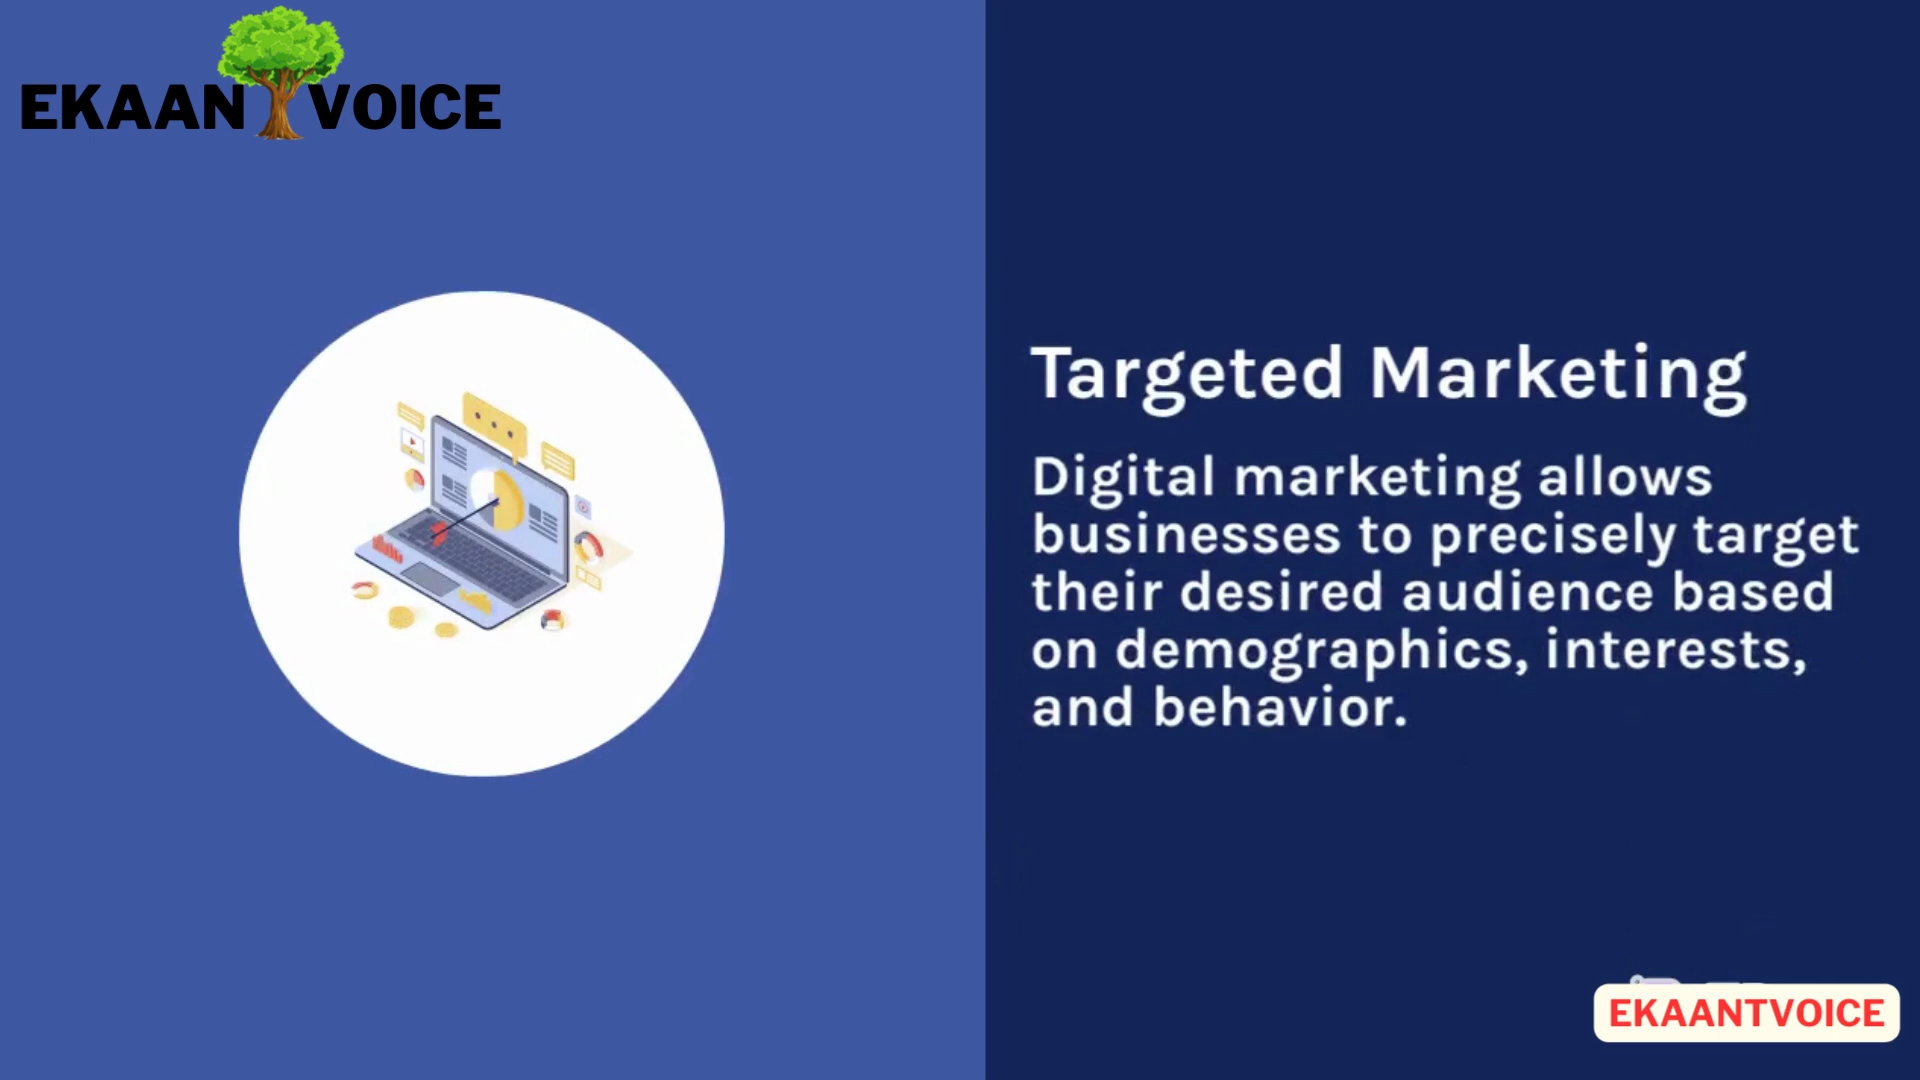 EKAAN VOICE
Targeted Marketing
Digital marketing allows
businesses to precisely target
their desired audience based
on demographics, interests,
and behavior.
EKAANTVOICE